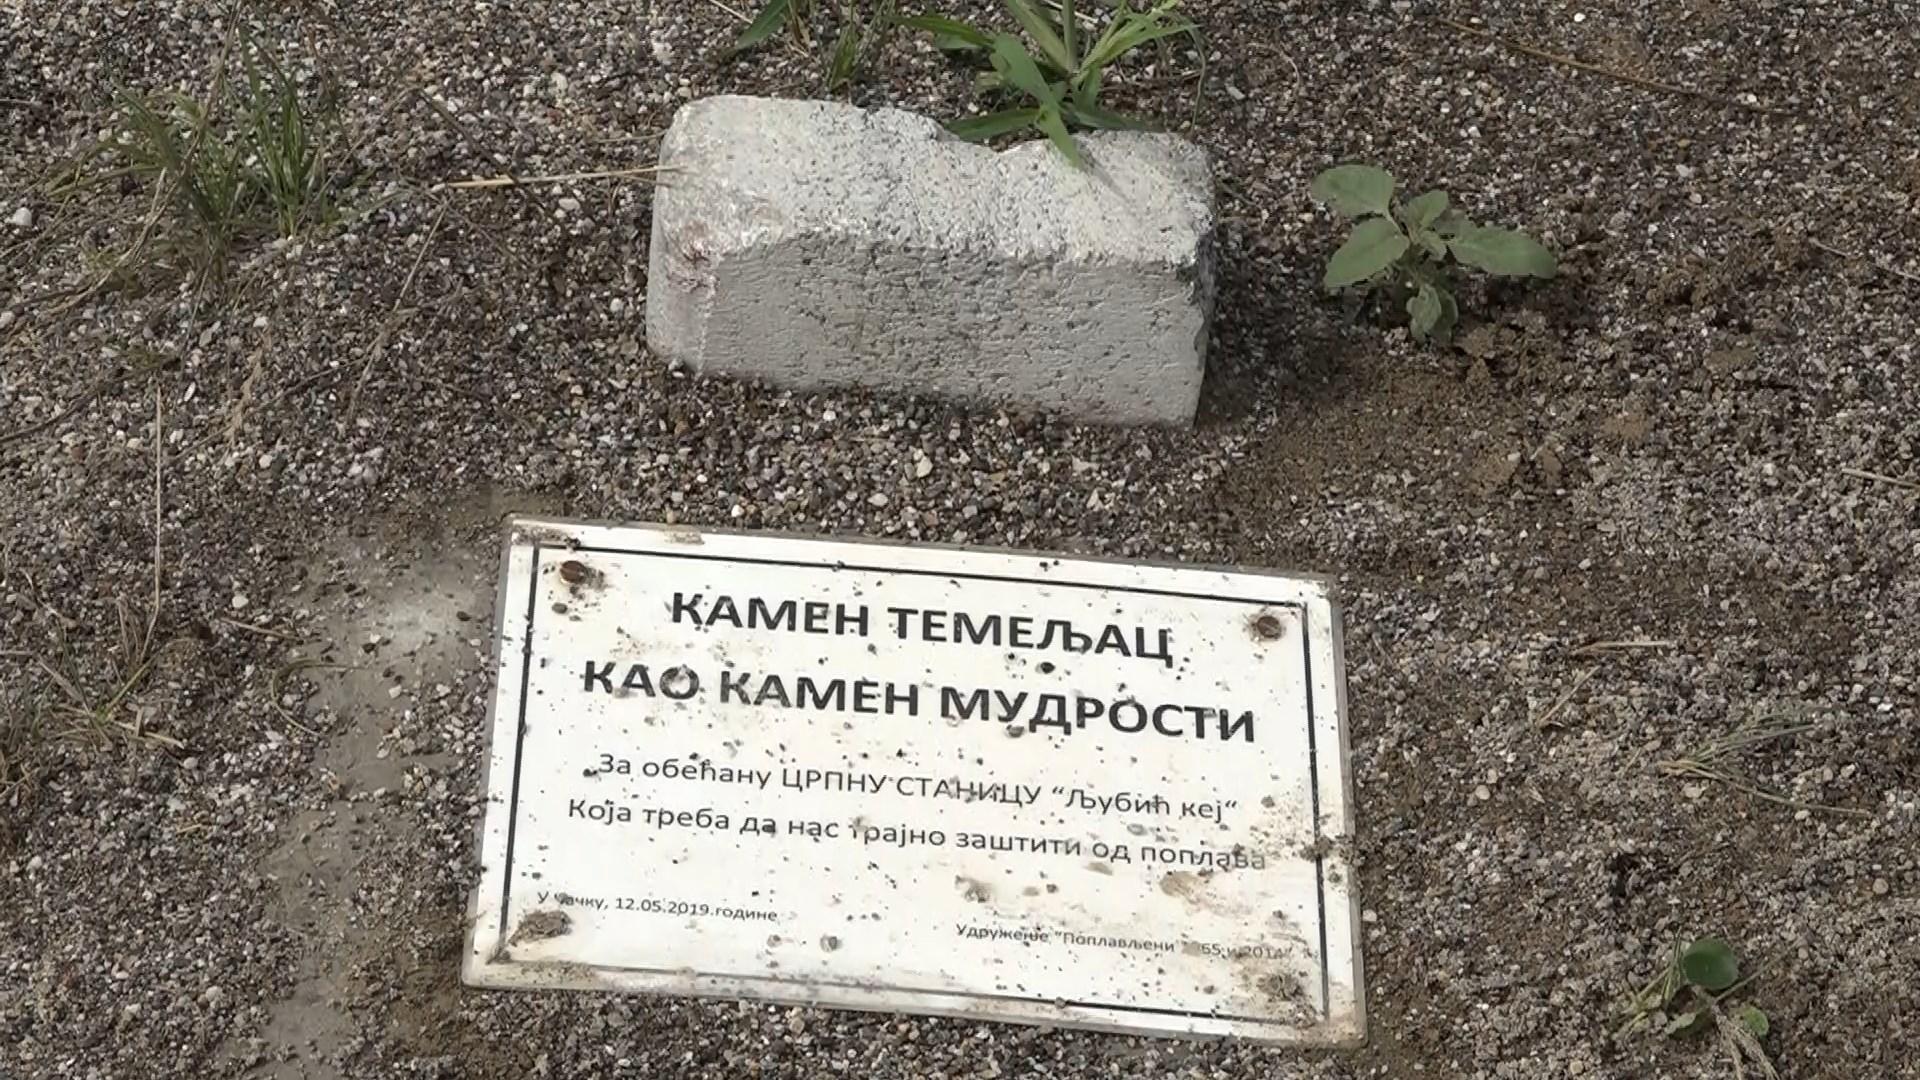 КАМЕН ТЕМЕЉАЦ
КАО КАМЕН МУДРОСТИ
За обећану ЦРПНУ СТАНИЦУ “Љубић кеј“
Која треба да нас трајно заштити од поплава
У Чачку, 12.05.2019.године
Удружење “Поплављени